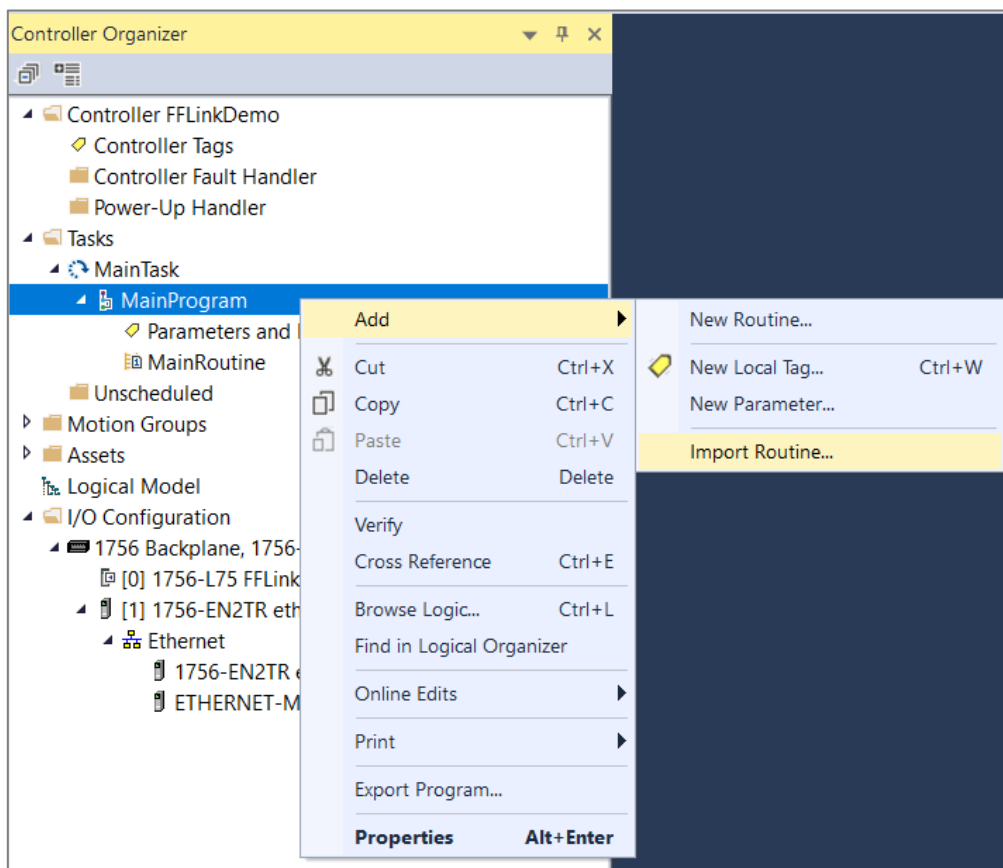 Controller Organizer
Controller FFLinkDemo
Controller Tags
Controller Fault Handler
Power-Up Handler
Tasks
MainTask
MainProgram
Parameters and
MainRoutine
Unscheduled
Motion Groups
Assets
Logical Model
I/O Configuration
1756 Backplane, 1756-
[0] 1756-L75 FFLink
[1] 1756-EN2TR eth
Ethernet
1756-EN2TR
ETHERNET-M
Add
Cut Ctrl+X
Copy Ctrl+C
Paste Ctrl+V
Delete Delete
Verify
Cross Reference Ctrl+E
Browse Logic... Ctrl+L
Find in Logical Organizer
Online Edits
Print
Export Program...
Properties Alt+Enter
New Routine...
New Local Tag... Ctrl+W
New Parameter...
Import Routine...